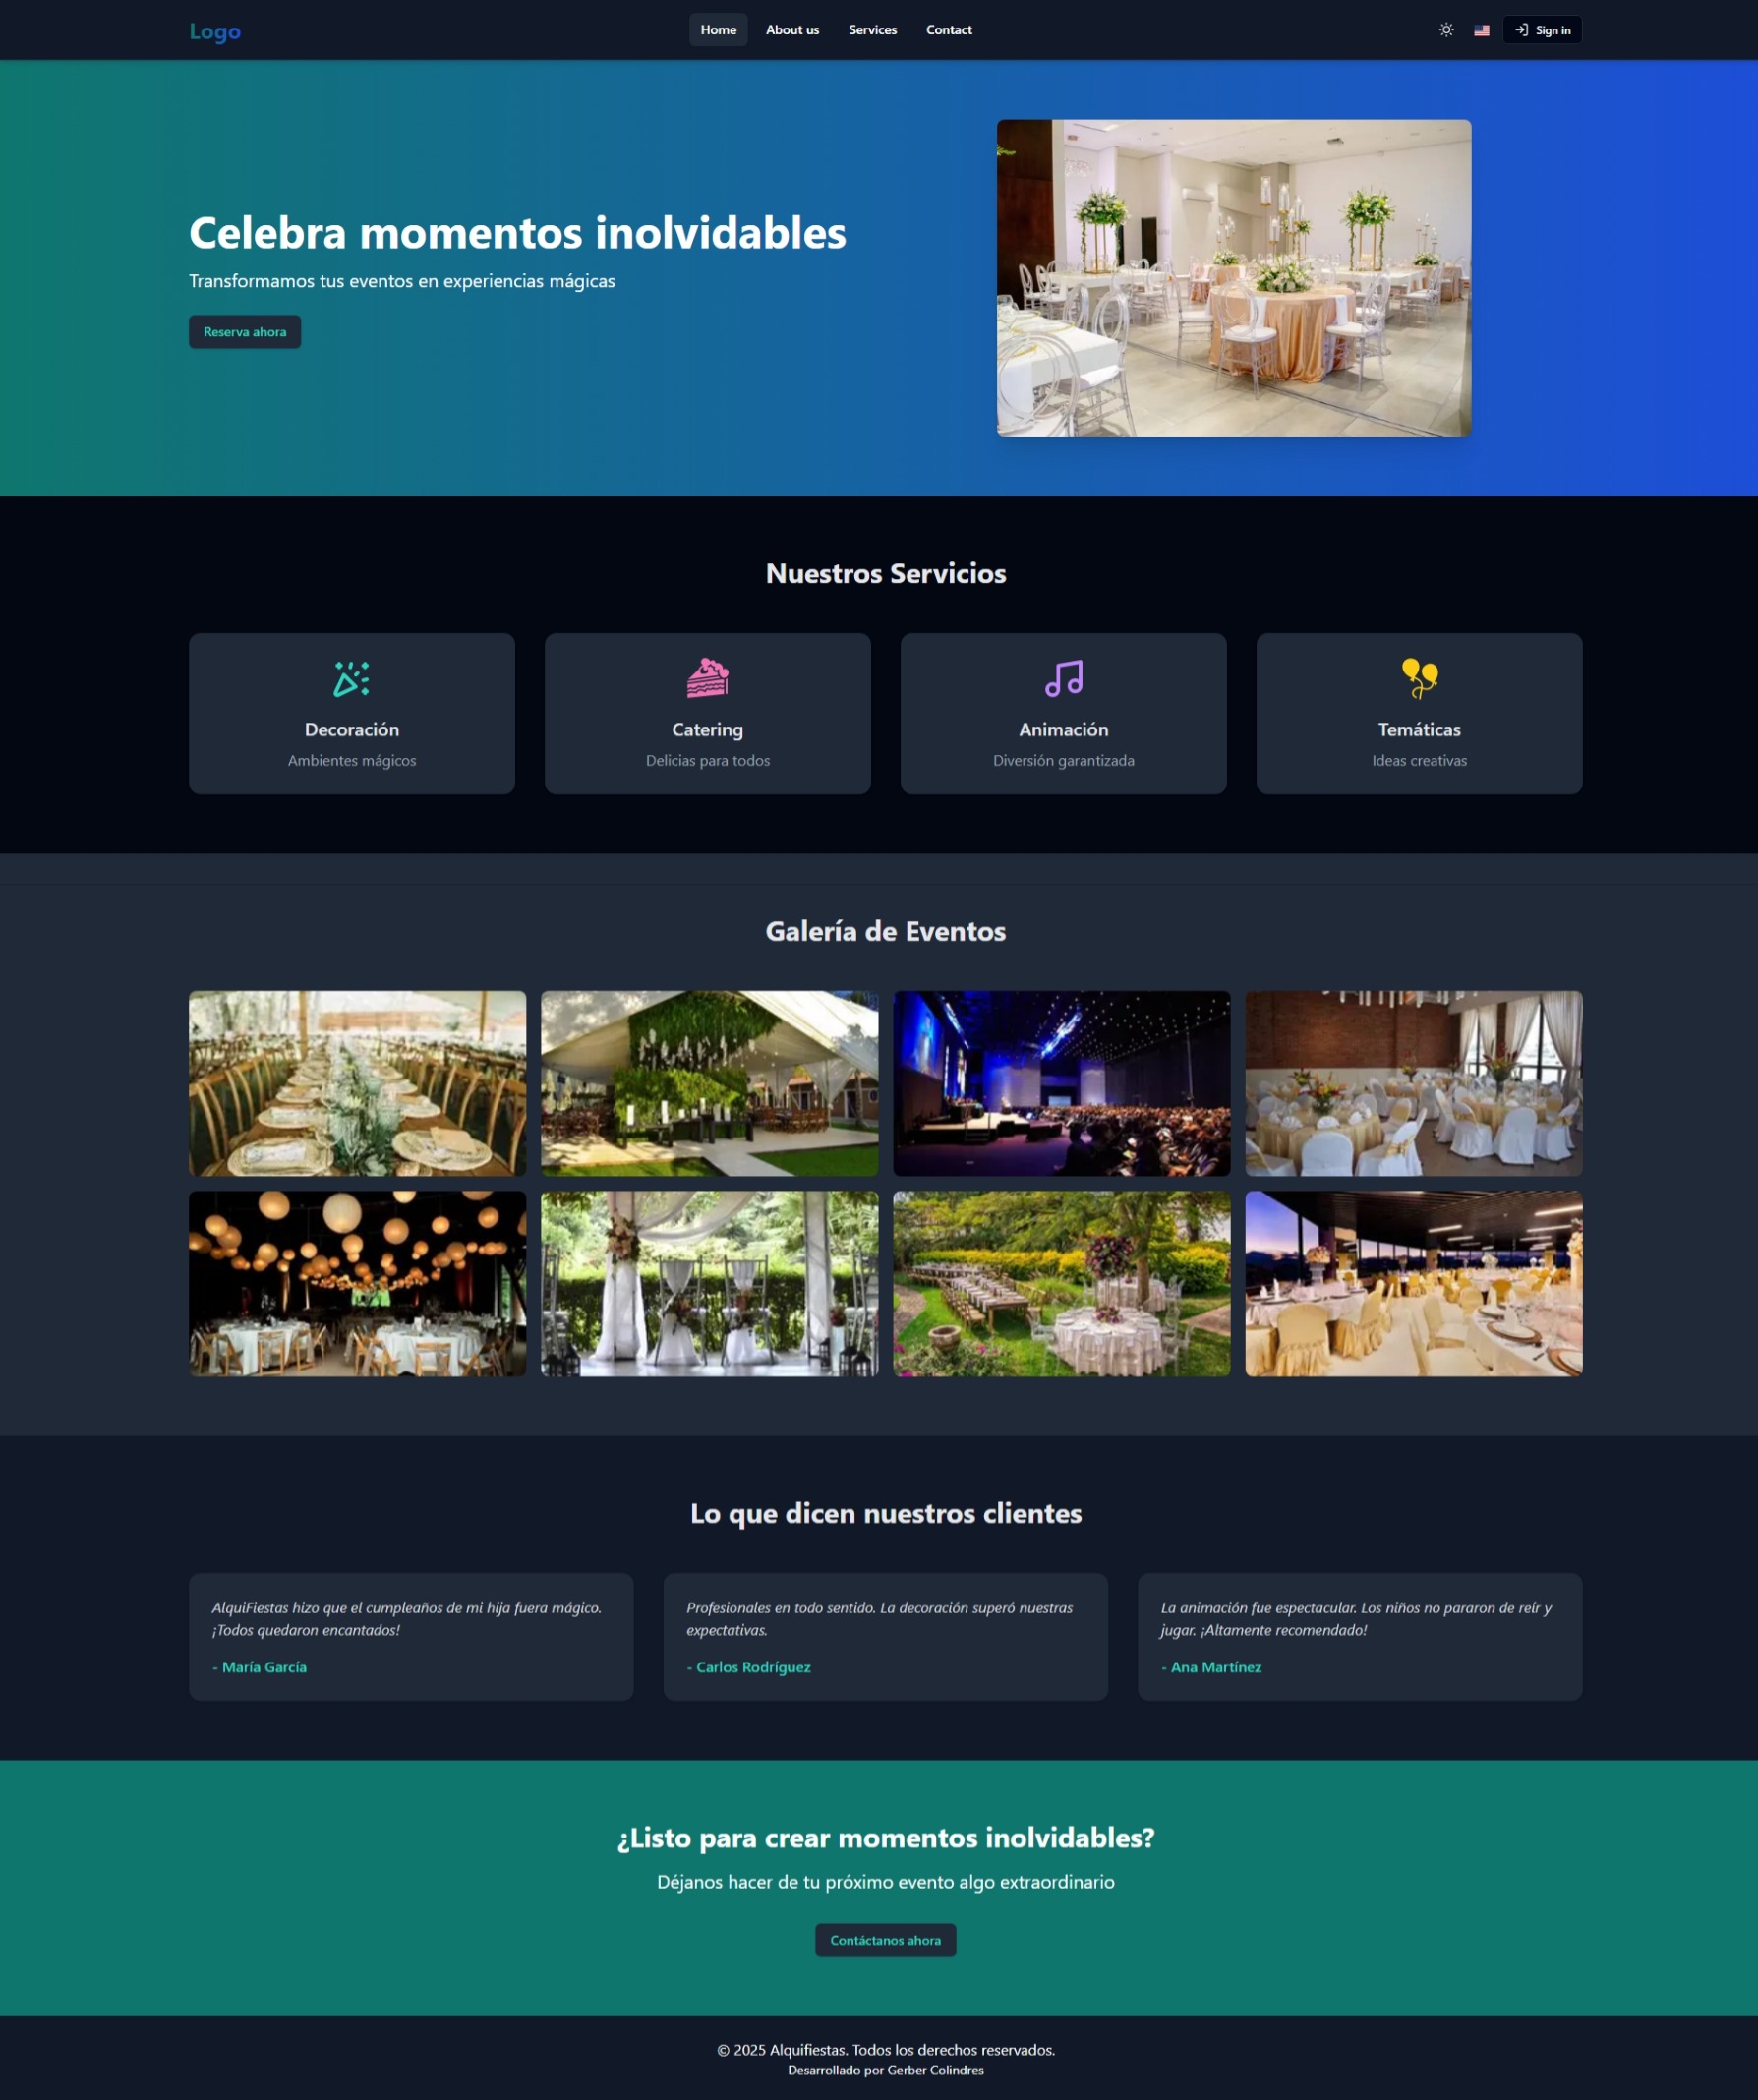 Logo
Home
About us
Services
Contact
Sign in
Celebra momentos inolvidables
Transformamos tus eventos en experiencias mágicas
Reserva ahora
Nuestros Servicios
Decoración
Ambientes mágicos
Catering
Delicias para todos
Animación
Diversión garantizada
Temáticas
Ideas creativas
Galería de Eventos
Lo que dicen nuestros clientes
AlquiFiestas hizo que el cumpleaños de mi hija fuera mágico.
¡Todos quedaron encantados!
- María García
Profesionales en todo sentido. La decoración superó nuestras
expectativas.
- Carlos Rodríguez
La animación fue espectacular. Los niños no pararon de reír y
jugar. ¡Altamente recomendado!
- Ana Martínez
¿Listo para crear momentos inolvidables?
Déjanos hacer de tu próximo evento algo extraordinario
Contáctanos ahora
© 2025 Alquifiestas. Todos los derechos reservados.
Desarrollado por Gerber Colindres